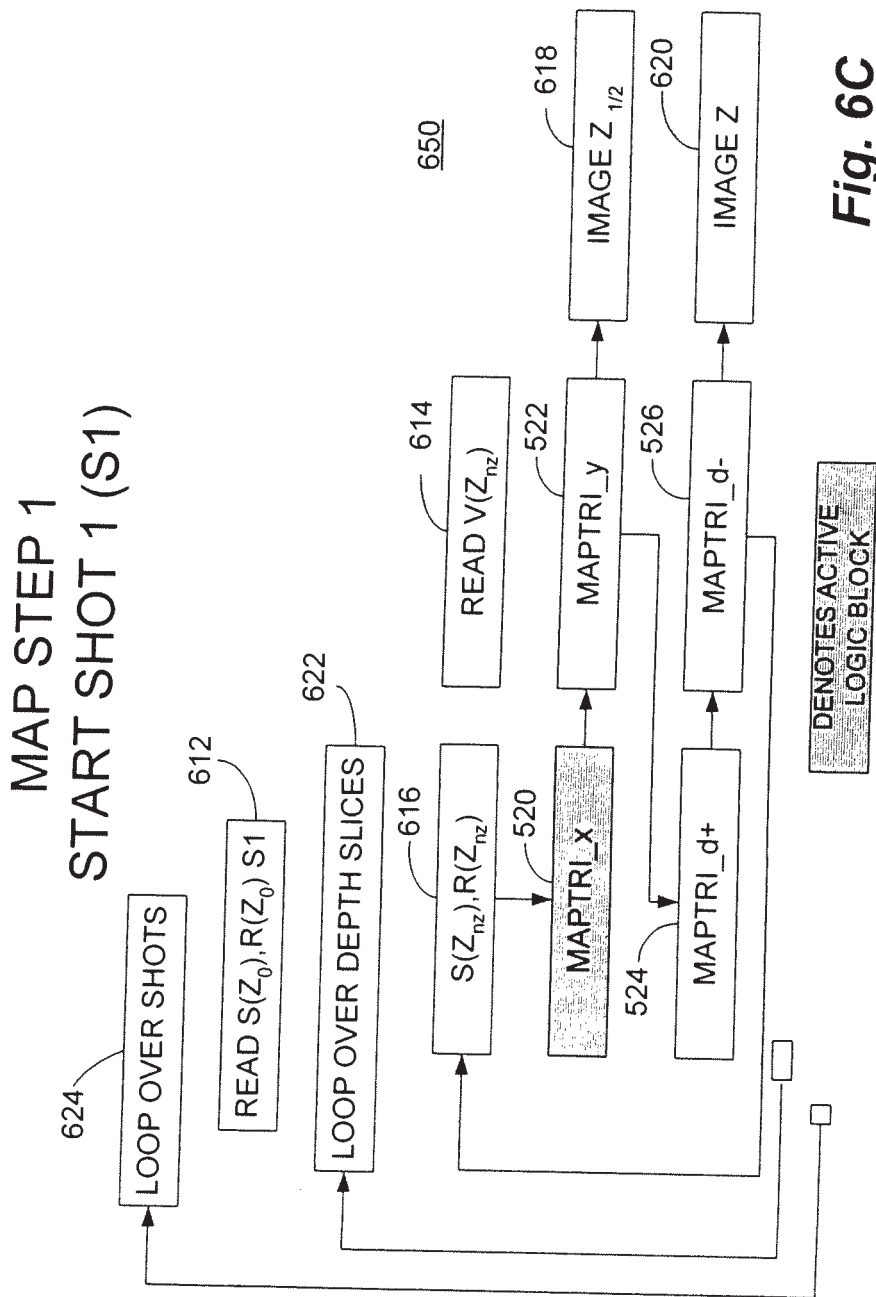 MAP STEP 1
START SHOT 1 (S1)
624
LOOP OVER SHOTS
612
READ S(Z0), R(Z0) S1
622
LOOP OVER DEPTH SLICES
616
S(Znz), R(Znz)
614
READ V(Znz)
650
520
MAPTRI_x
522
MAPTRI_y
618
IMAGE Z 1/2
524
MAPTRI_d+
526
MAPTRI_d-
620
IMAGE Z
DENOTES ACTIVE
LOGIC BLOCK
Fig. 6C